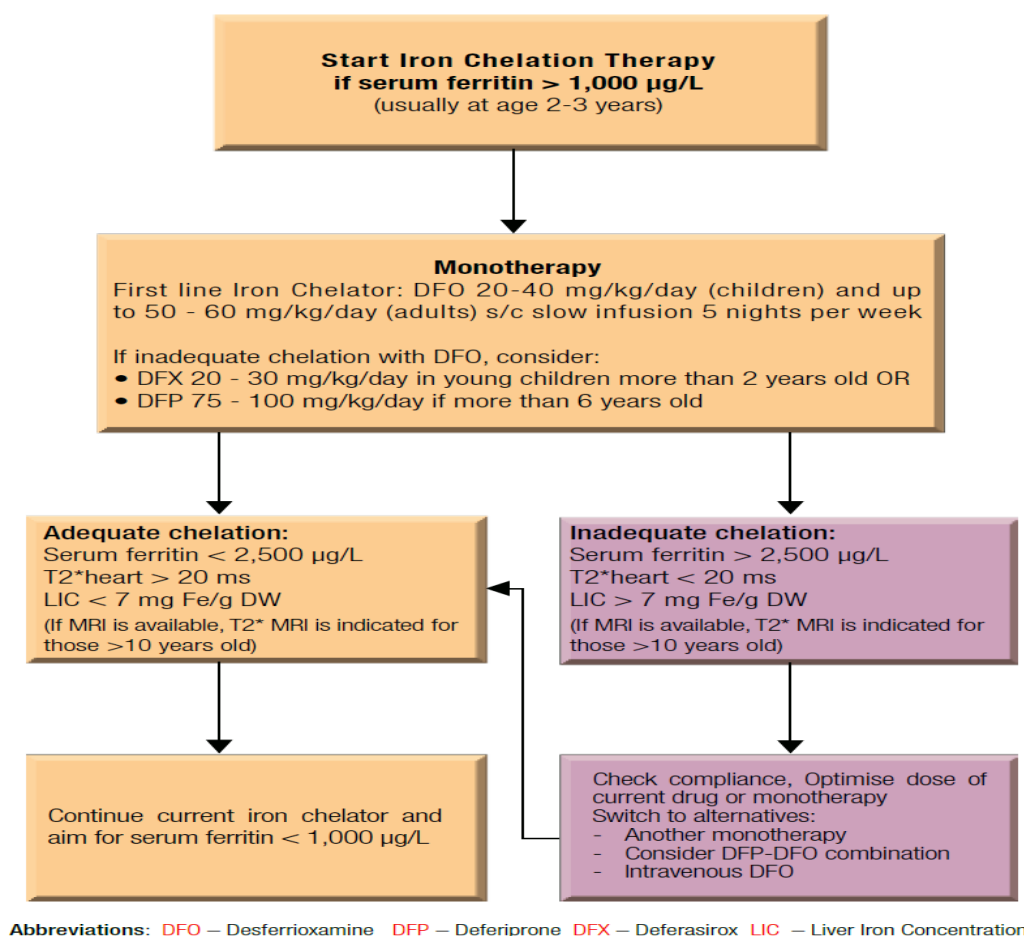 Start Iron Chelation Therapy
if serum ferritin > 1,000 µg/L
(usually at age 2-3 years)
Monotherapy
First line Iron Chelator: DFO 20-40 mg/kg/day (children) and up
to 50 - 60 mg/kg/day (adults) s/c slow infusion 5 nights per week
If inadequate chelation with DFO, consider:
• DFX 20 - 30 mg/kg/day in young children more than 2 years old OR
• DFP 75 - 100 mg/kg/day if more than 6 years old
Adequate chelation:
Serum ferritin < 2,500 µg/L
T2*heart > 20 ms
LIC < 7 mg Fe/g DW
(If MRI is available, T2* MRI is indicated for
those >10 years old)
Inadequate chelation:
Serum ferritin > 2,500 µg/L
T2*heart < 20 ms
LIC > 7 mg Fe/g DW
(If MRI is available, T2* MRI is indicated for
those >10 years old)
Continue current iron chelator and
aim for serum ferritin < 1,000 µg/L
Check compliance, Optimise dose of
current drug or monotherapy
Switch to alternatives:
- Another monotherapy
- Consider DFP-DFO combination
- Intravenous DFO
Abbreviations: DFO – Desferrioxamine DFP – Deferiprone DFX – Deferasirox LIC – Liver Iron Concentration